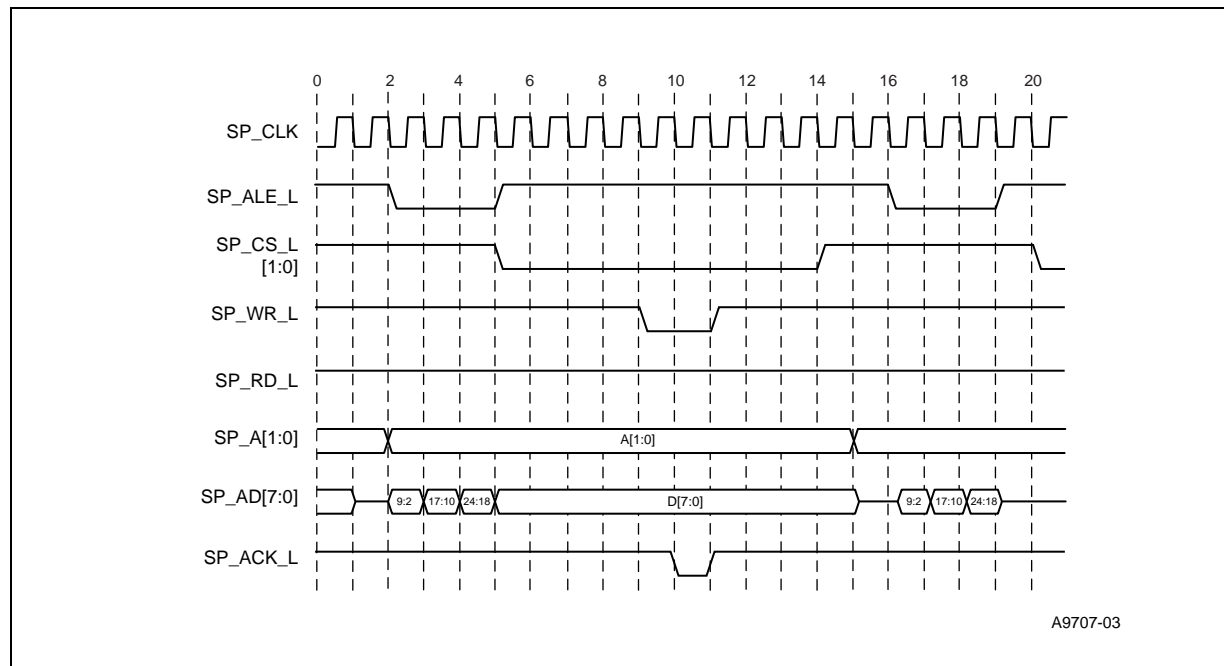 0 2 4 6 8 10 12 14 16 18 20
SP_CLK
SP_ALE_L
SP_CS_L
[1:0]
SP_WR_L
SP_RD_L
SP_A[1:0] A[1:0]
SP_AD[7:0] 9:2 17:10 24:18 D[7:0] 9:2 17:10 24:18
SP_ACK_L
A9707-03